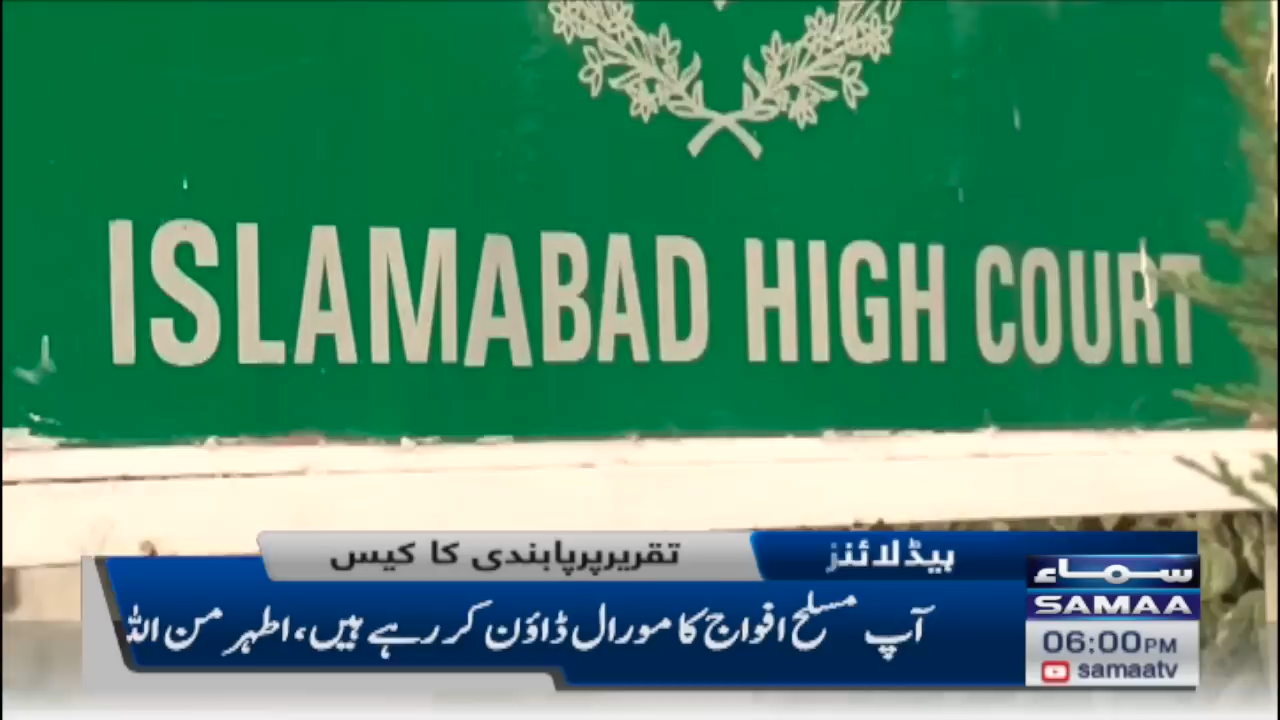 ISLAMABAD HIGH COURT
ہیڈلائنز
تقریرپرپابندی کا کیس
آپ مسلح افواج کا مورال ڈاؤن کر رہے ہیں، اطہر من اللہ
سماء
SAMAA
06:00PM
samaatv